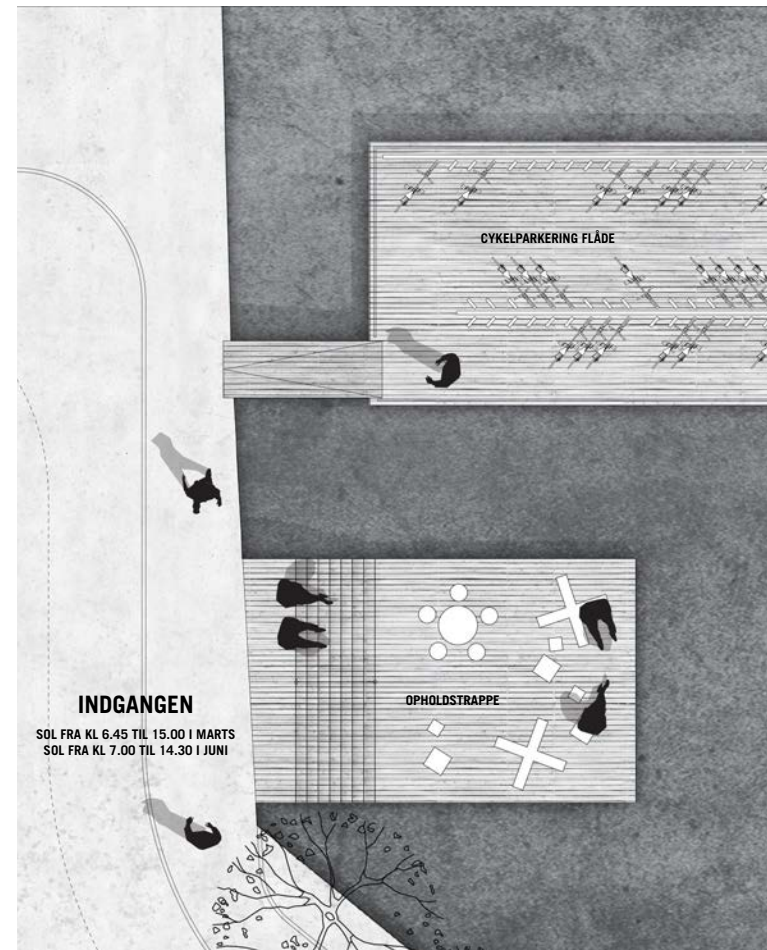 CYKELPARKERING FLÅDE
OPHOLDSTRAPPE
INDGANGEN
SOL FRA KL 6.45 TIL 15.00 I MARTS
SOL FRA KL 7.00 TIL 14.30 I JUNI